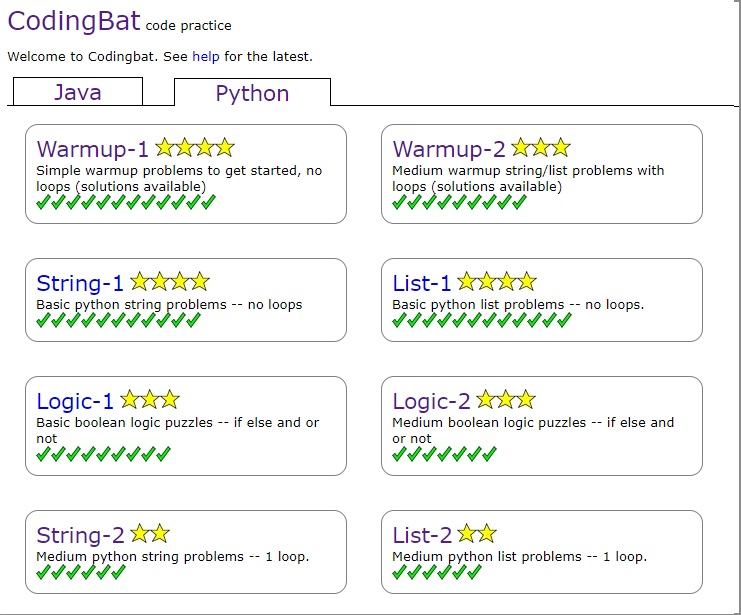 CodingBat code practice
Welcome to Codingbat. See help for the latest.
Java
Python
Warmup-1
Simple warmup problems to get started, no
loops (solutions available)
Warmup-2
Medium warmup string/list problems with
loops (solutions available)
String-1
Basic python string problems -- no loops
List-1
Basic python list problems -- no loops.
Logic-1
Basic boolean logic puzzles -- if else and or
not
Logic-2
Medium boolean logic puzzles -- if else and
or not
String-2
Medium python string problems -- 1 loop.
List-2
Medium python list problems -- 1 loop.